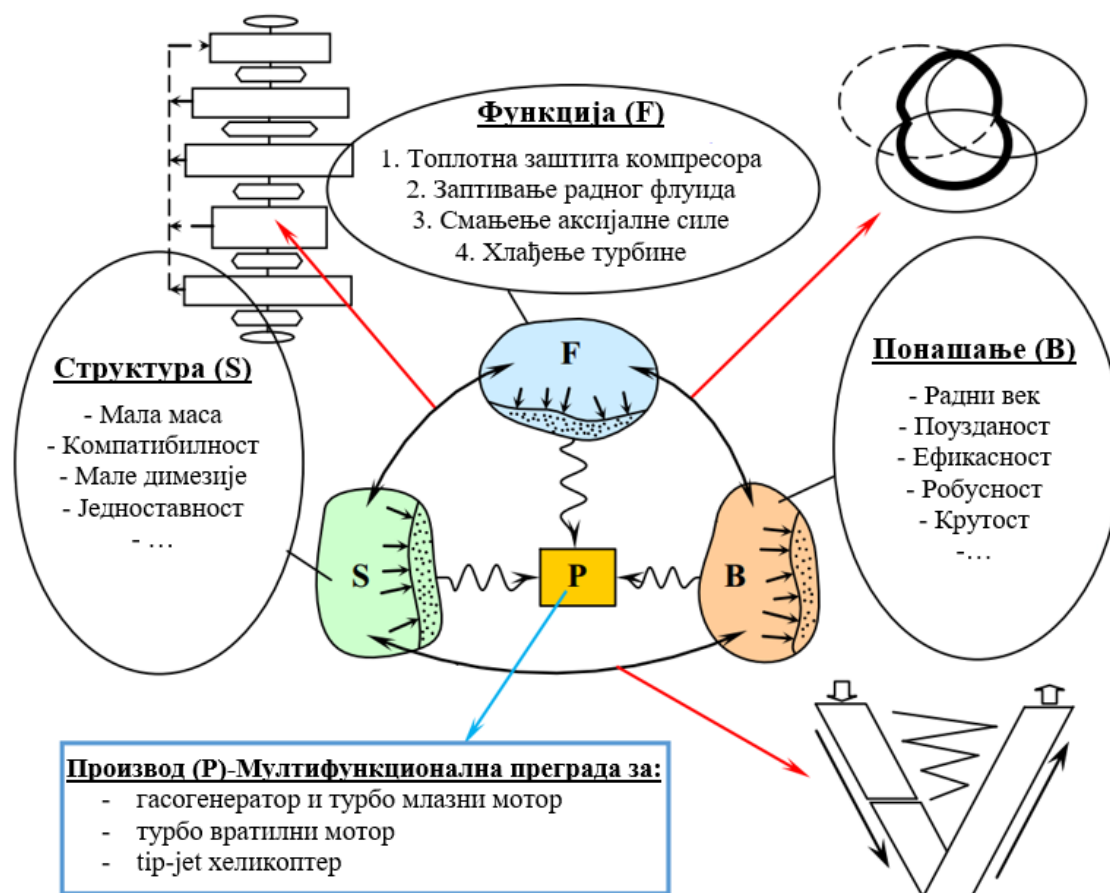 Функција (F)
1. Топлотна заштита компресора
2. Заптивање радног флуида
3. Смањење аксијалне силе
4. Хлађење турбине
Структура (S)
- Мала маса
- Компатибилност
- Мале димезије
- Једноставност
- ...
Понашање (B)
- Радни век
- Поузданост
- Ефикасност
- Робусност
- Крутост
-...
F
S
P
B
Производ (P)-Мултифункционална преграда за:
- гасогенератор и турбо млазни мотор
- турбо вратилни мотор
- tip-jet хеликоптер